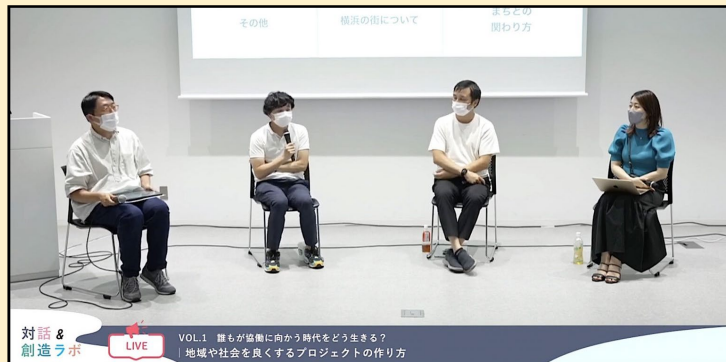 その他
横浜の街について
まちとの
関わり方
対話 &
創造ラボ
LIVE
VOL.1 誰もが協働に向かう時代をどう生きる？
| 地域や社会を良くするプロジェクトの作り方